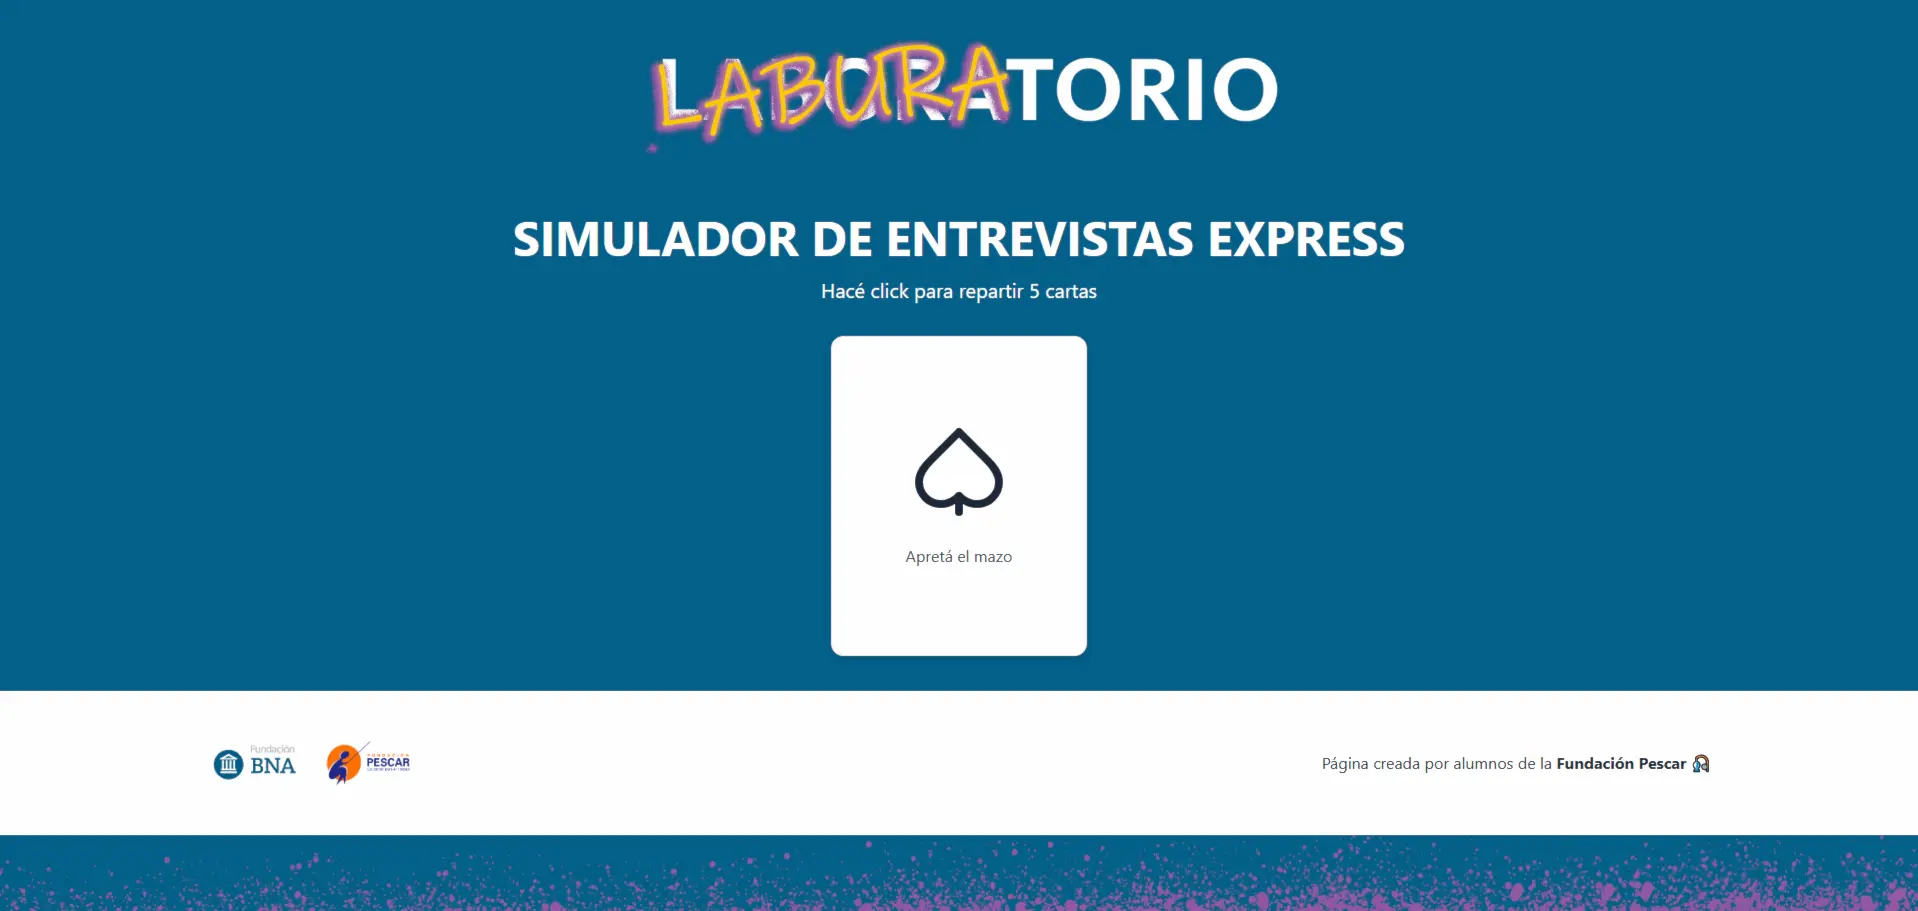 LABURATORIO
SIMULADOR DE ENTREVISTAS EXPRESS
Hacé click para repartir 5 cartas
Apretá el mazo
Fundación
BNA
FUNDACIÓN
PESCAR
Página creada por alumnos de la Fundación Pescar